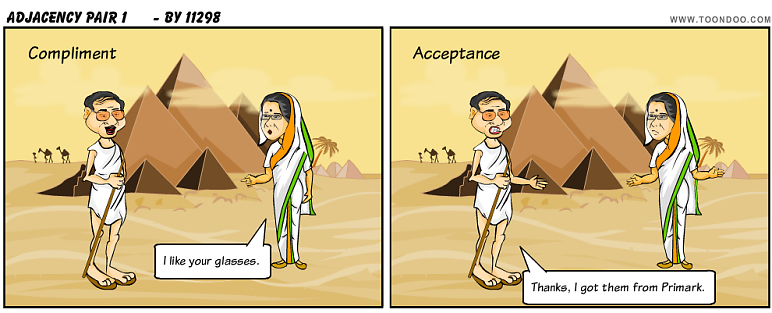 ADJACENCY PAIR 1 - BY 11298
WWW.TOONDOO.COM
Compliment
I like your glasses.
Acceptance
Thanks, I got them from Primark.